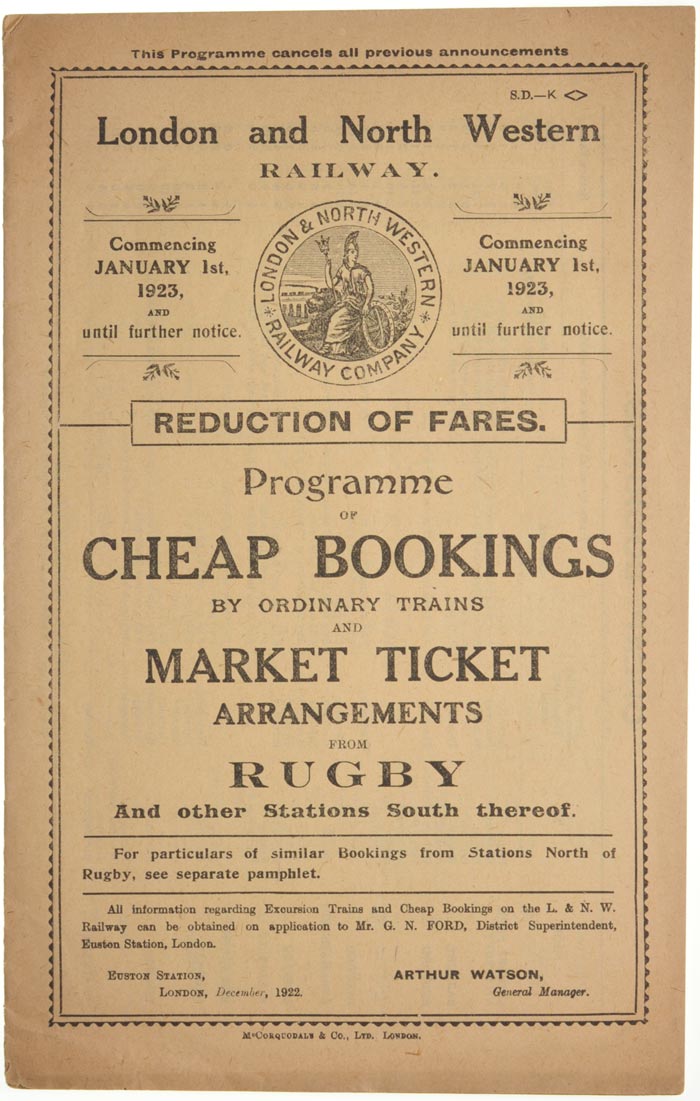 This Programme cancels all previous announcements
S.D.—K <>
London and North Western
RAILWAY.
Commencing
JANUARY 1st,
1923,
AND
until further notice.
LONDON & NORTH WESTERN
RAILWAY COMPANY
Commencing
JANUARY 1st,
1923,
AND
until further notice.
REDUCTION OF FARES.
Programme
OF
CHEAP BOOKINGS
BY ORDINARY TRAINS
AND
MARKET TICKET
ARRANGEMENTS
FROM
RUGBY
And other Stations South thereof.
For particulars of similar Bookings from Stations North of
Rugby, see separate pamphlet.
All information regarding Excursion Trains and Cheap Bookings on the L. & N. W.
Railway can be obtained on application to Mr. G. N. FORD, District Superintendent,
Euston Station, London.
EUSTON STATION,
LONDON, December, 1922.
ARTHUR WATSON,
General Manager.
McCORQUODALE & CO., LTD. LONDON.